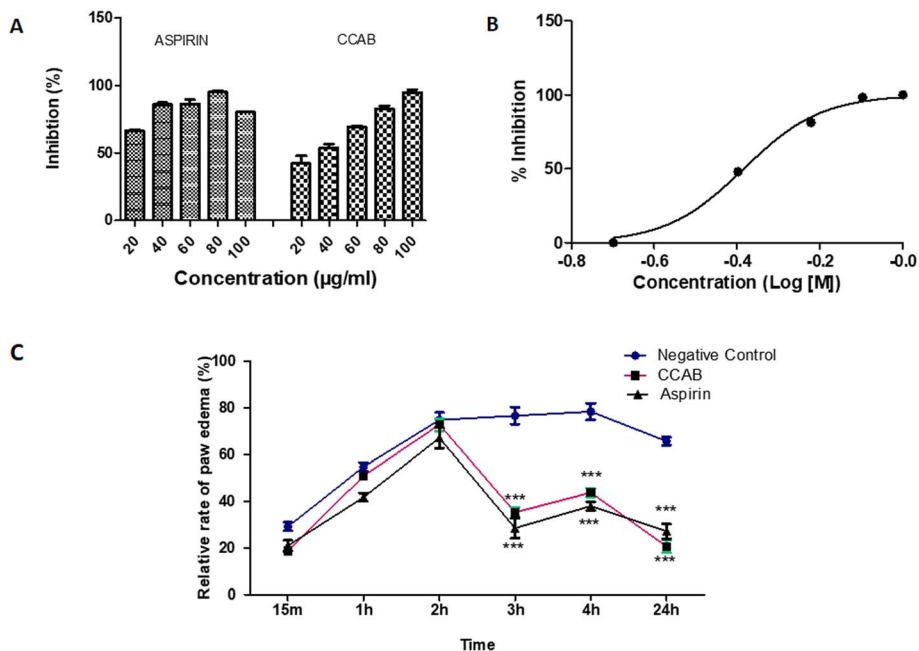 A
150
100
50
0
Inhibtion (%)
ASPIRIN
CCAB
20 40 60 80 100 20 40 60 80 100
Concentration (µg/ml)
B
150
100
50
0
% Inhibition
-0.8 -0.6 -0.4 -0.2 -0.0
Concentration (Log [M])
C
100
80
60
40
20
0
Relative rate of paw edema (%)
Negative Control
CCAB
Aspirin
*** *** ***
*** *** ***
15m 1h 2h 3h 4h 24h
Time